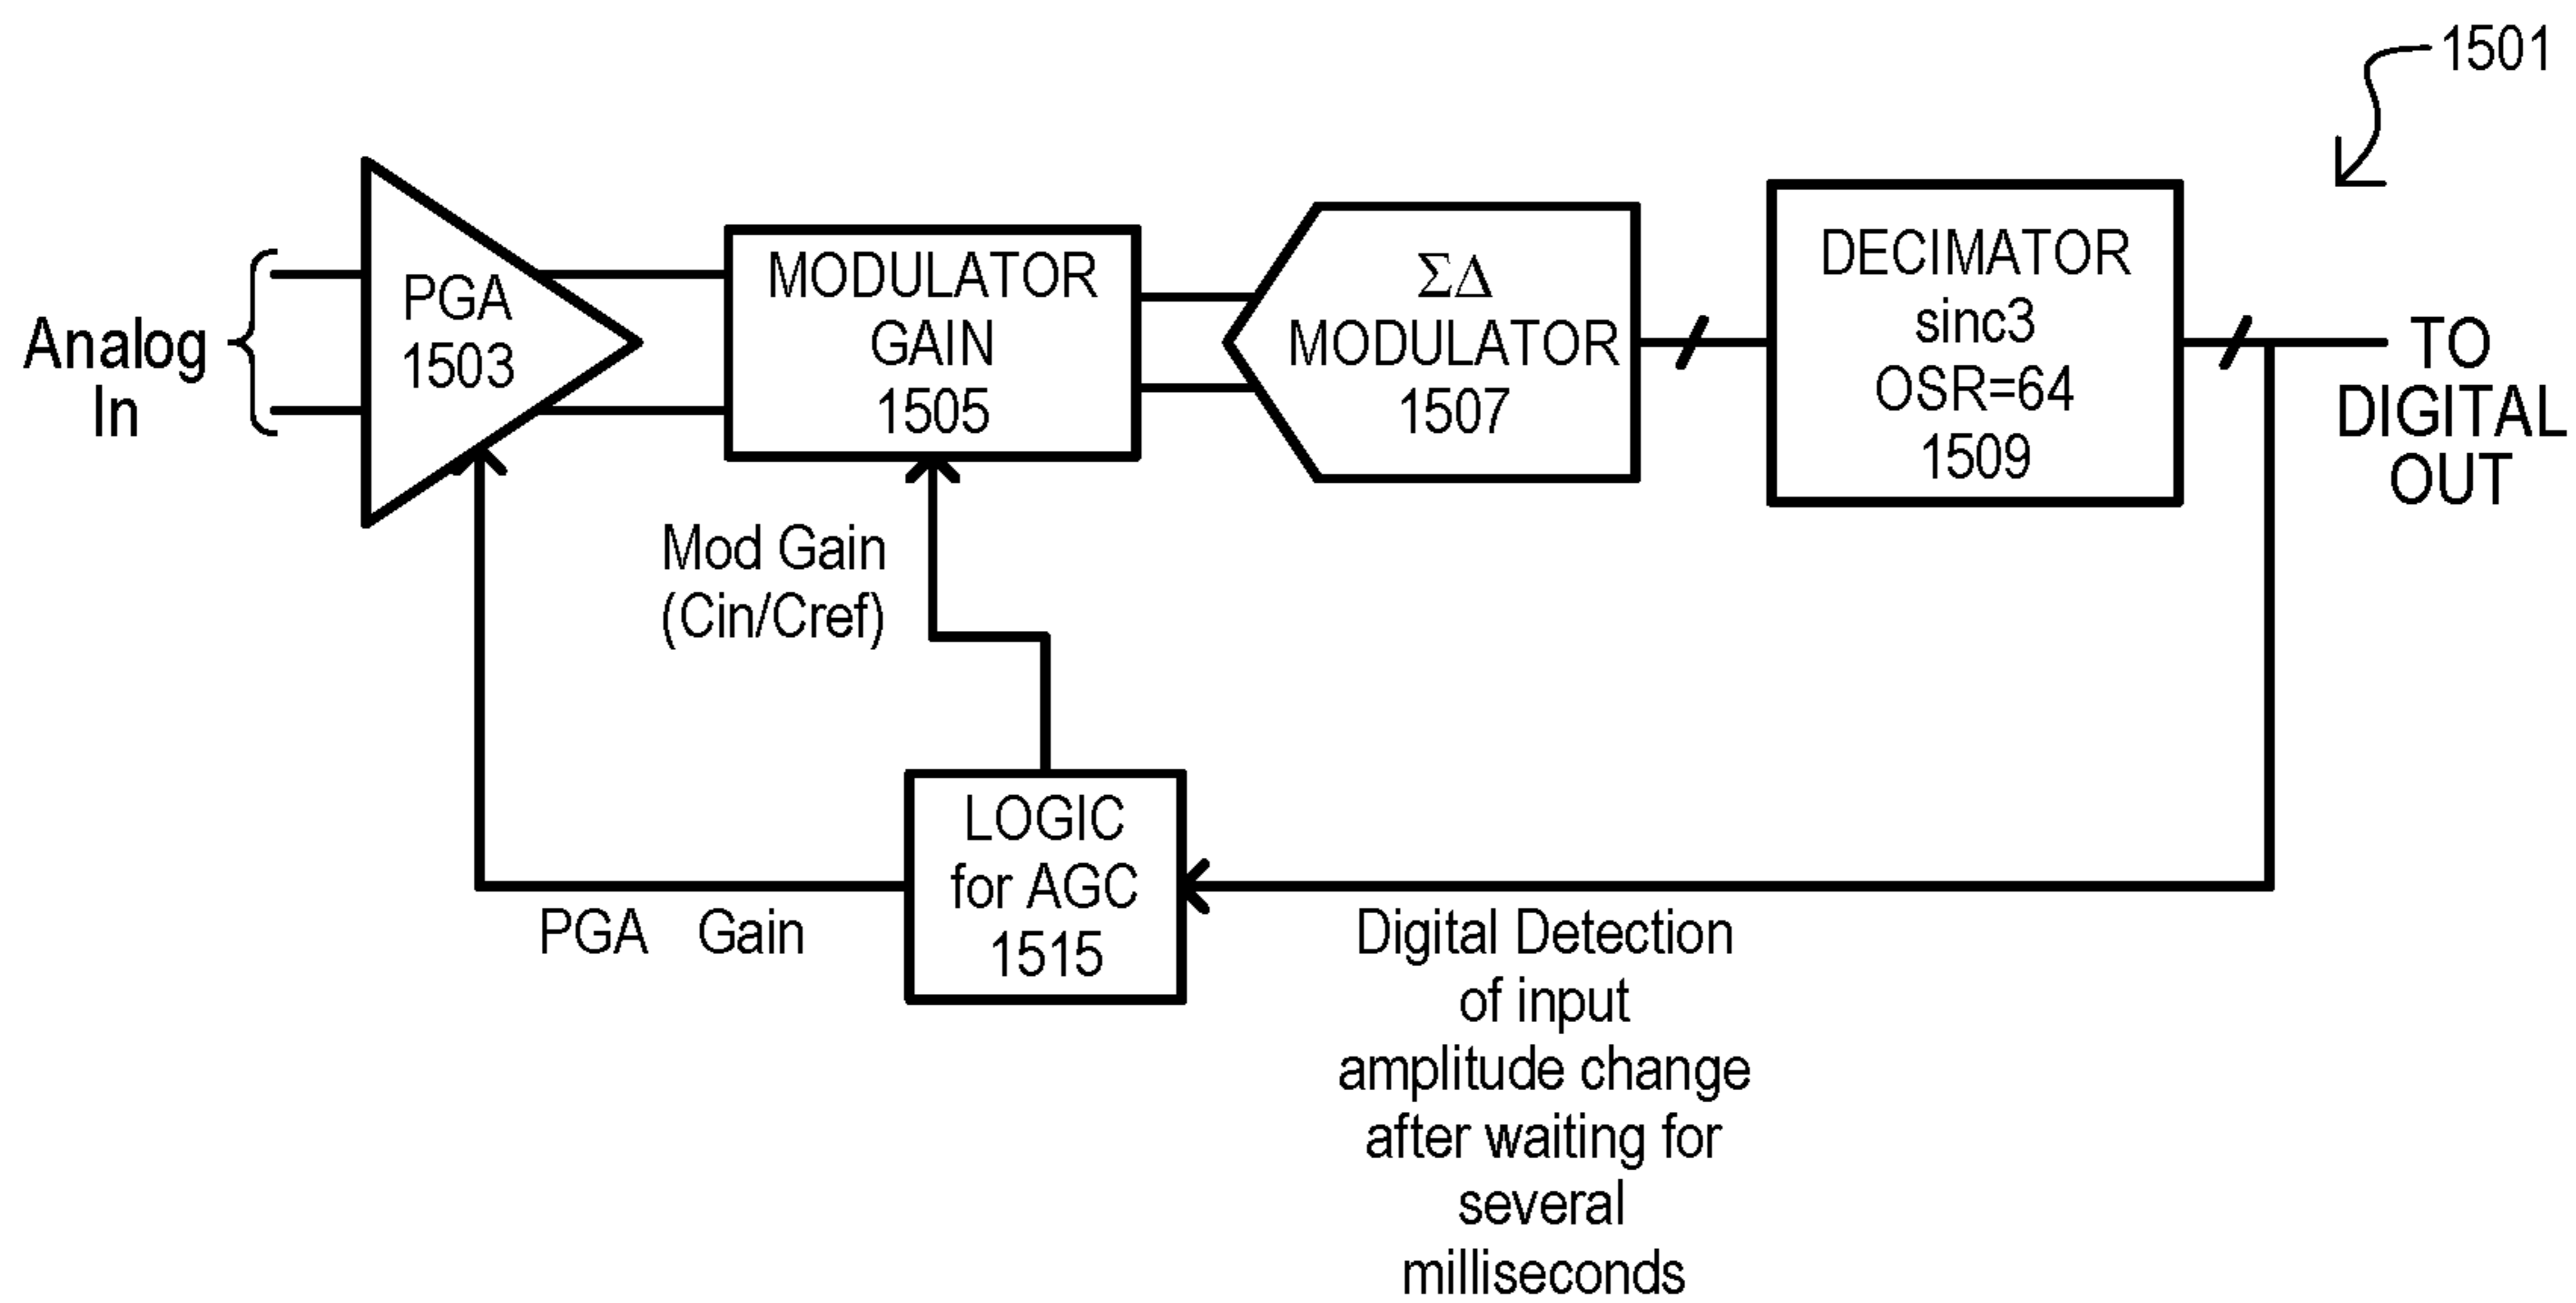 1501
Analog
In
PGA
1503
MODULATOR
GAIN
1505
ΣΔ
MODULATOR
1507
DECIMATOR
sinc3
OSR=64
1509
TO
DIGITAL
OUT
Mod Gain
(Cin/Cref)
LOGIC
for AGC
1515
PGA Gain
Digital Detection
of input
amplitude change
after waiting for
several
milliseconds